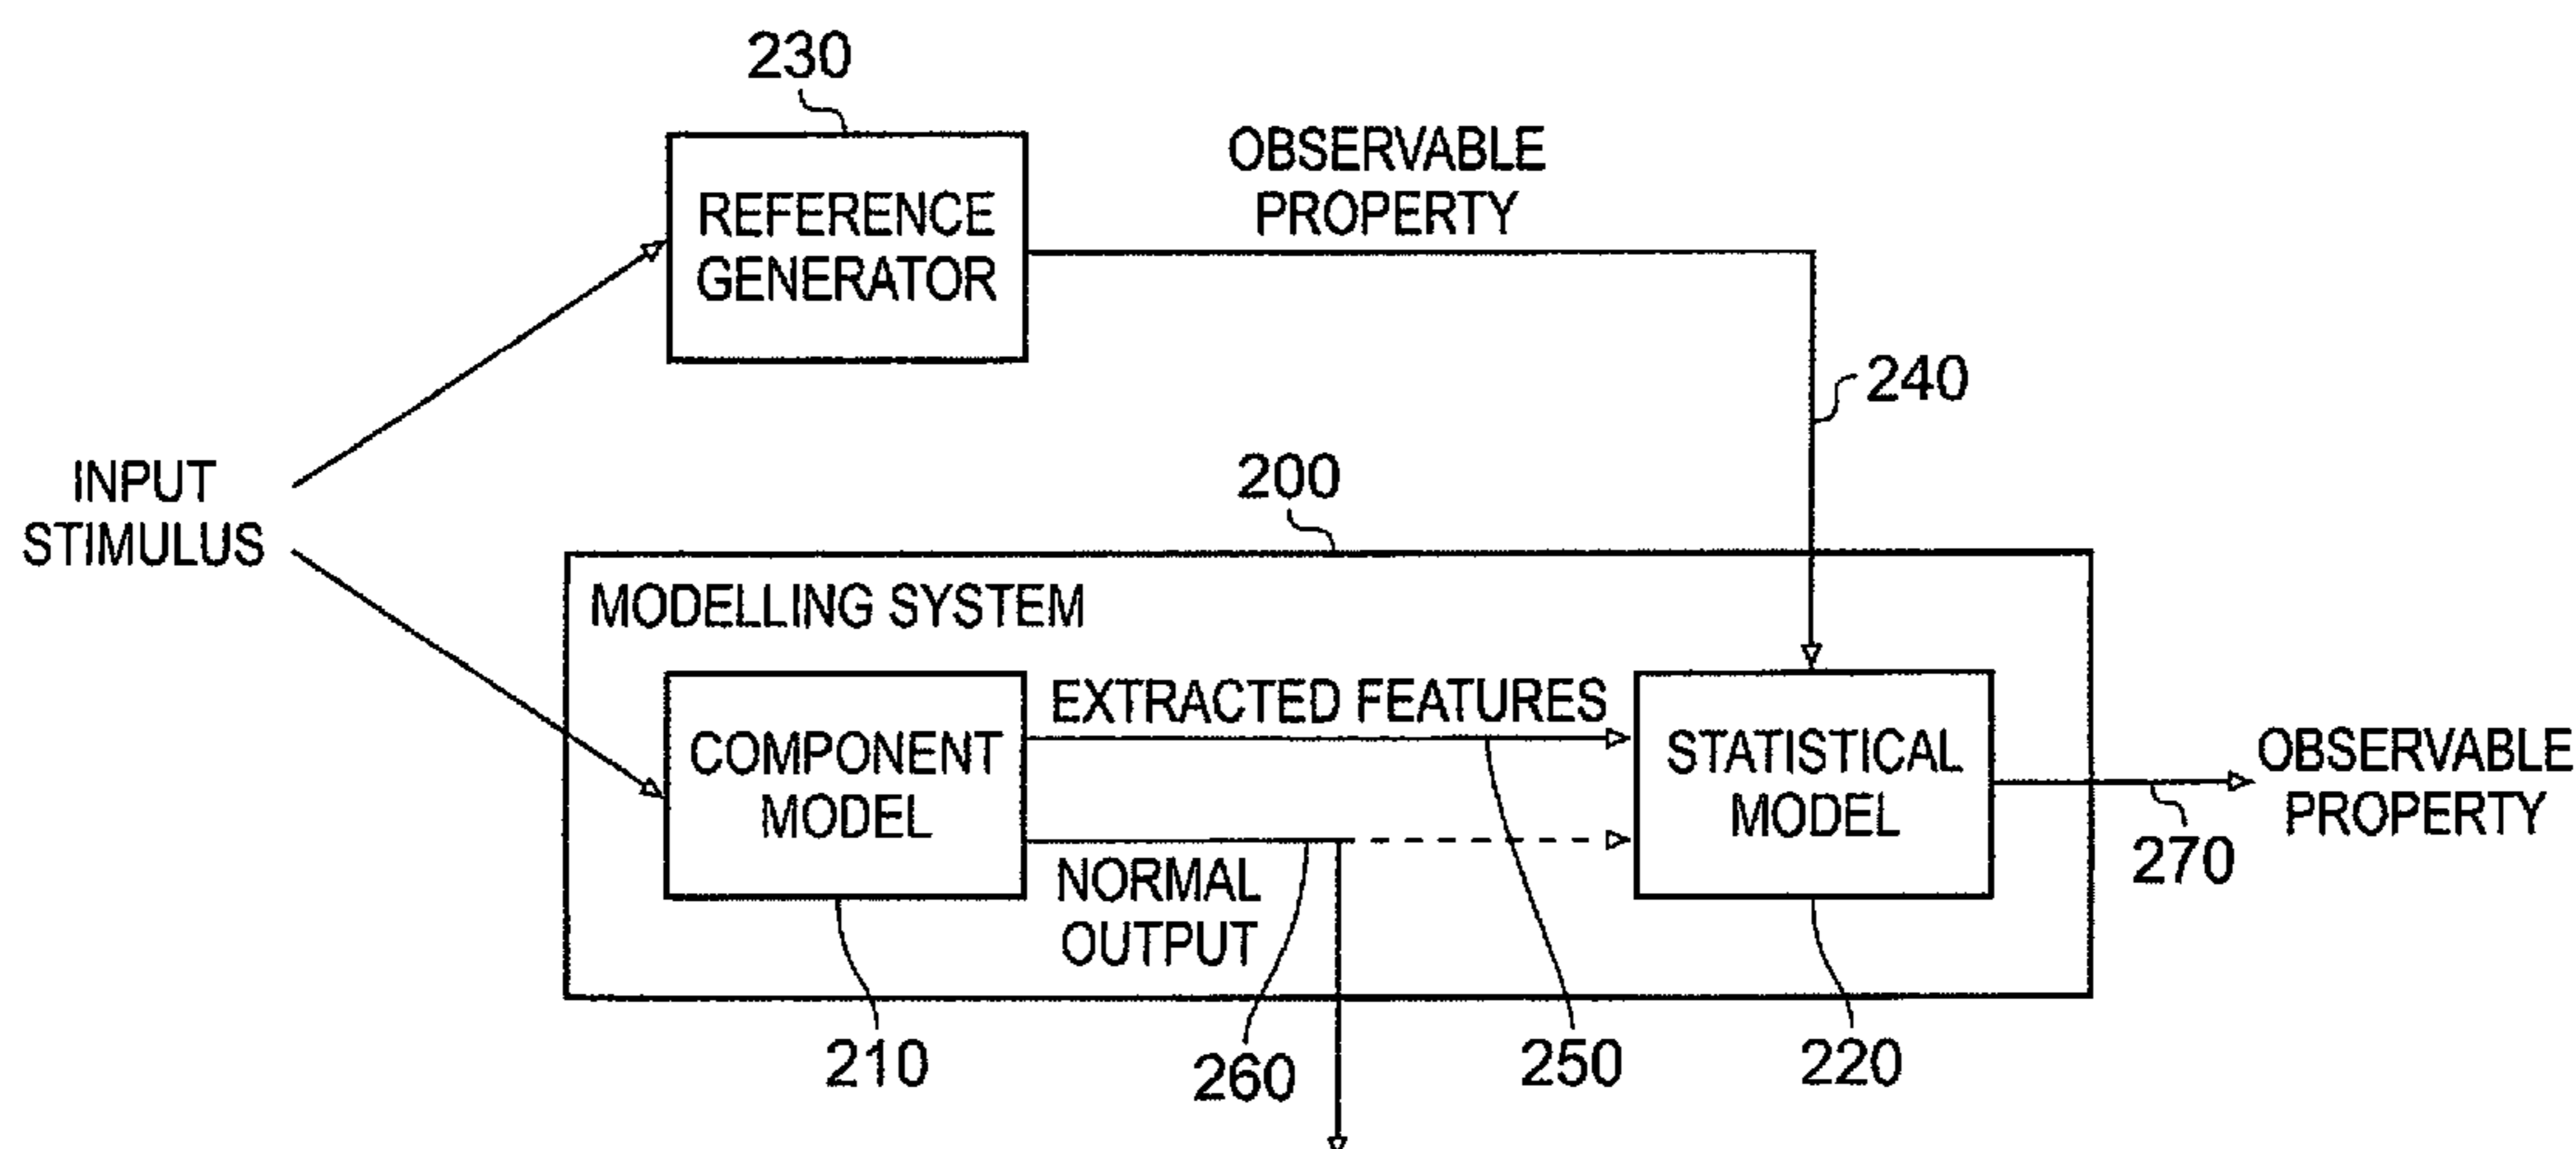 230
REFERENCE
GENERATOR
OBSERVABLE
PROPERTY
240
INPUT
STIMULUS
200
MODELLING SYSTEM
COMPONENT
MODEL
EXTRACTED FEATURES
NORMAL
OUTPUT
STATISTICAL
MODEL
OBSERVABLE
PROPERTY
270
210
260
250
220